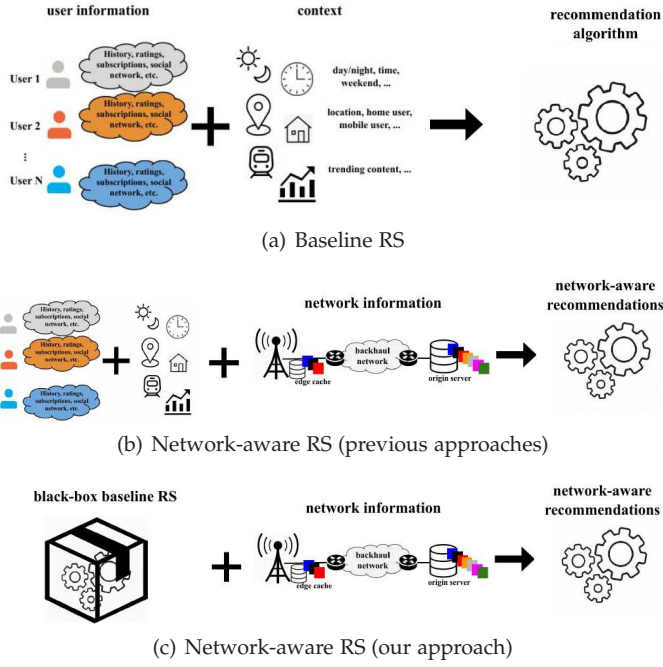 user information
context
recommendation
algorithm
User 1
History, ratings,
subscriptions, social
network, etc.
User 2
History, ratings,
subscriptions, social
network, etc.
⋮
User N
History, ratings,
subscriptions, social
network, etc.
day/night, time,
weekend, ...
location, home user,
mobile user, ...
trending content, ...
(a) Baseline RS
History, ratings,
subscriptions, social
network, etc.
History, ratings,
subscriptions, social
network, etc.
History, ratings,
subscriptions, social
network, etc.
network information
edge cache
backhaul
network
origin server
network-aware
recommendations
(b) Network-aware RS (previous approaches)
black-box baseline RS
network information
edge cache
backhaul
network
origin server
network-aware
recommendations
(c) Network-aware RS (our approach)